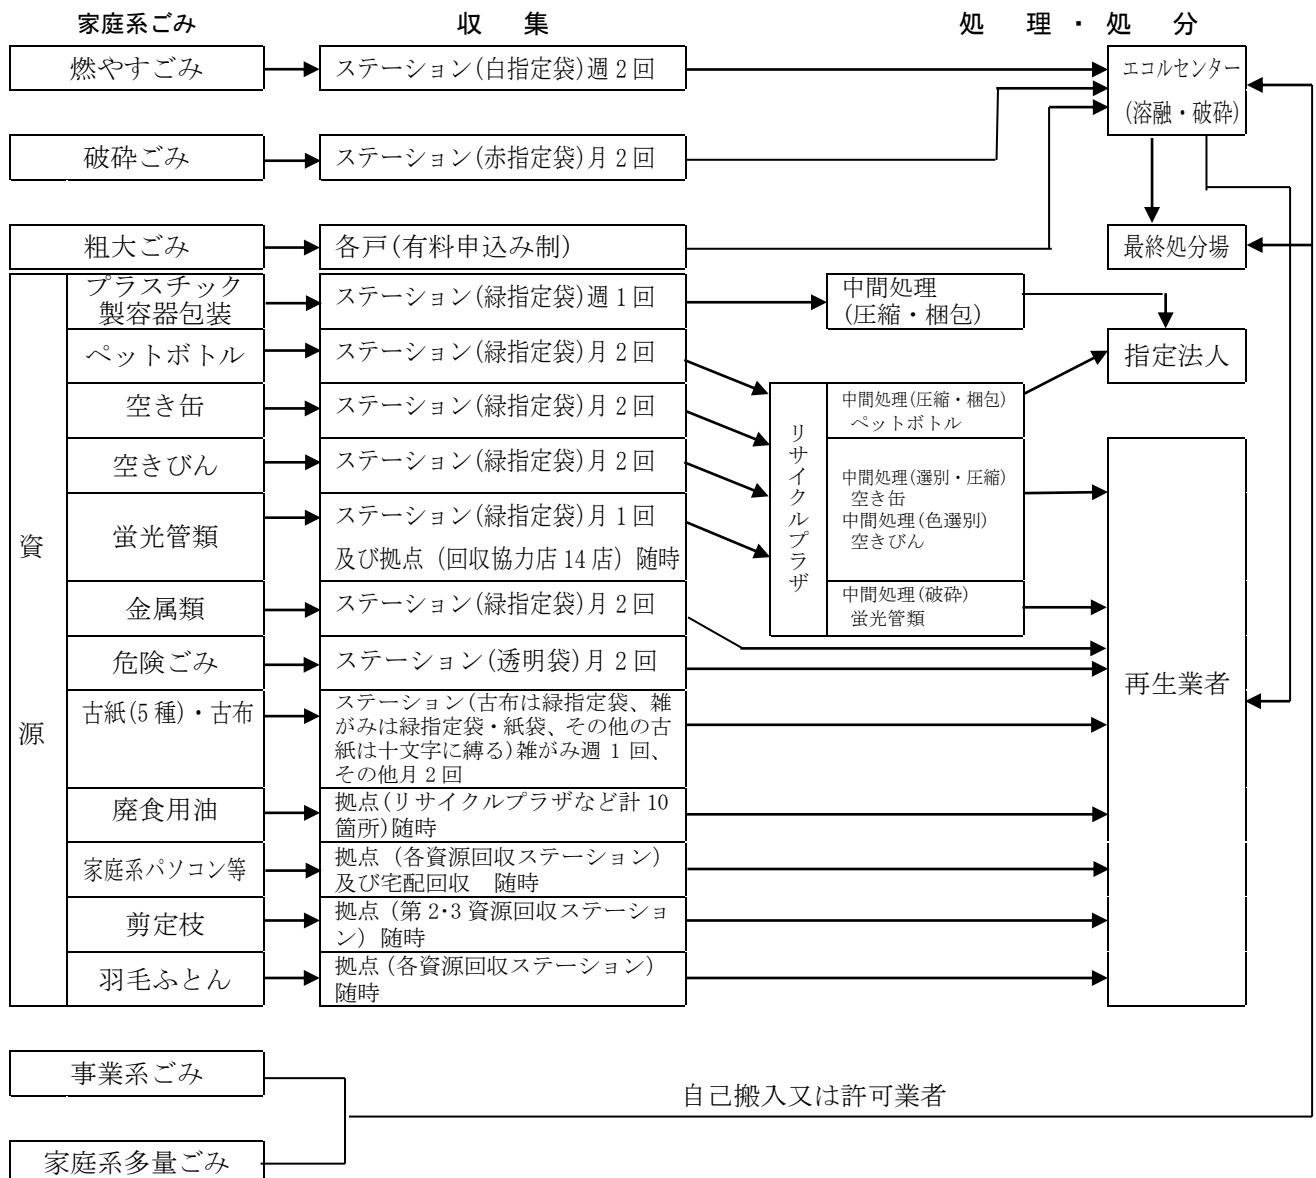 家庭系ごみ 収 集 処 理・処 分
燃やすごみ ステーション(白指定袋)週2回 エコルセンター
(溶融・破砕)
破砕ごみ ステーション(赤指定袋)月2回
粗大ごみ 各戸(有料申込み制) 最終処分場
資源
プラスチック
製容器包装
ステーション(緑指定袋)週1回
中間処理
(圧縮・梱包)
指定法人
ペットボトル ステーション(緑指定袋)月2回
空き缶 ステーション(緑指定袋)月2回
空きびん ステーション(緑指定袋)月2回
蛍光管類 ステーション(緑指定袋)月1回
及び拠点(回収協力店14店)随時
リサイクルプラザ
中間処理(圧縮・梱包)
ペットボトル
中間処理(選別・圧縮)
空き缶
中間処理(色選別)
空きびん
中間処理(破砕)
蛍光管類
金属類 ステーション(緑指定袋)月2回
危険ごみ ステーション(透明袋)月2回
再生業者
古紙(5種)・古布
ステーション(古布は緑指定袋、雑
がみは緑指定袋・紙袋、その他の古
紙は十文字に縛る)雑がみ週1回、
その他月2回
廃食用油
拠点(リサイクルプラザなど計10
箇所)随時
家庭系パソコン等
拠点(各資源回収ステーション)
及び宅配回収 随時
剪定枝
拠点(第2・3資源回収ステーショ
ン)随時
羽毛ふとん
拠点(各資源回収ステーション)
随時
事業系ごみ
自己搬入又は許可業者
家庭系多量ごみ